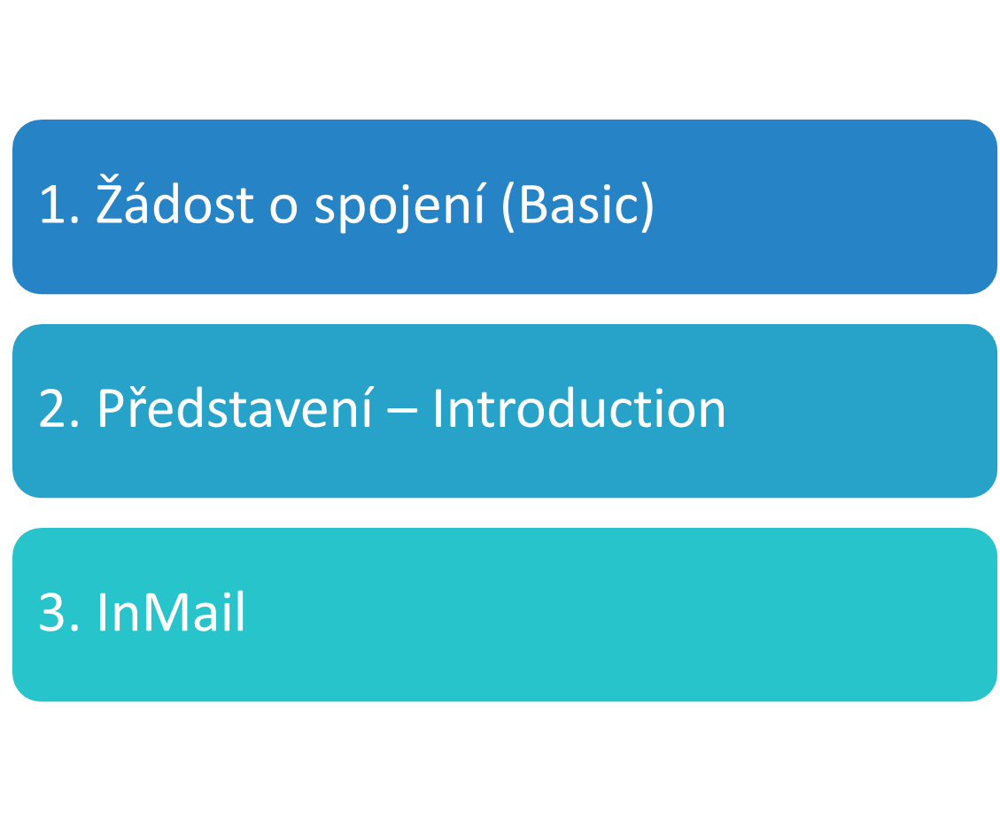 1. Žádost o spojení (Basic)
2. Představení – Introduction
3. InMail